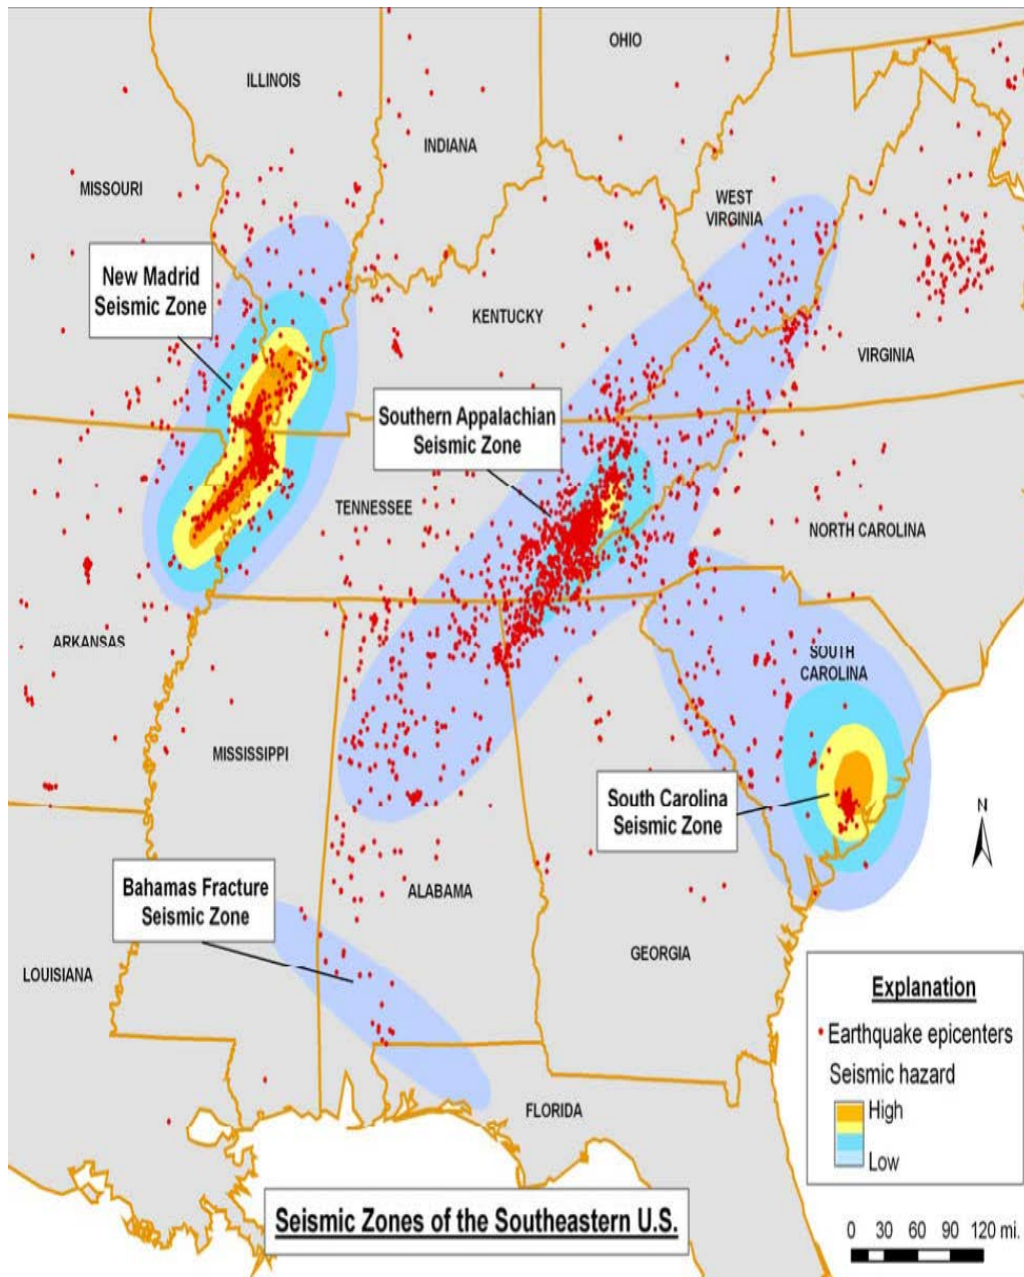 OHIO
ILLINOIS
INDIANA
MISSOURI
WEST
VIRGINIA
New Madrid
Seismic Zone
KENTUCKY
VIRGINIA
Southern Appalachian
Seismic Zone
TENNESSEE
NORTH CAROLINA
ARKANSAS
SOUTH
CAROLINA
MISSISSIPPI
South Carolina
Seismic Zone
N
Bahamas Fracture
Seismic Zone
ALABAMA
GEORGIA
LOUISIANA
Explanation
Earthquake epicenters
Seismic hazard
High
Low
FLORIDA
Seismic Zones of the Southeastern U.S.
0 30 60 90 120 mi.